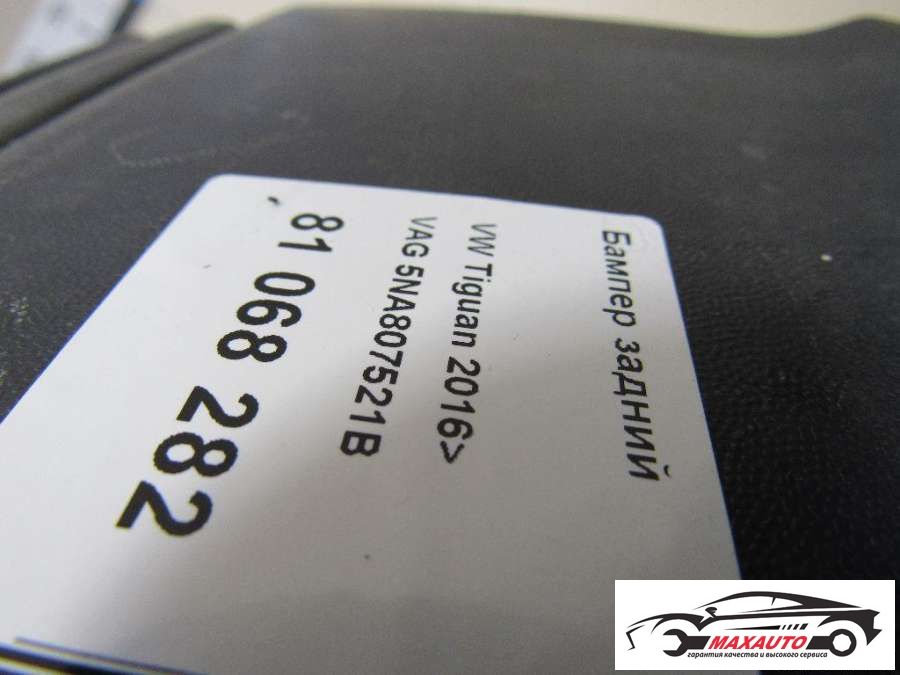 Бампер задний
VW Tiguan 2016>
VAG 5NA807521B
81 068 282
MAXAUTO
гарантия качества и высокого сервиса